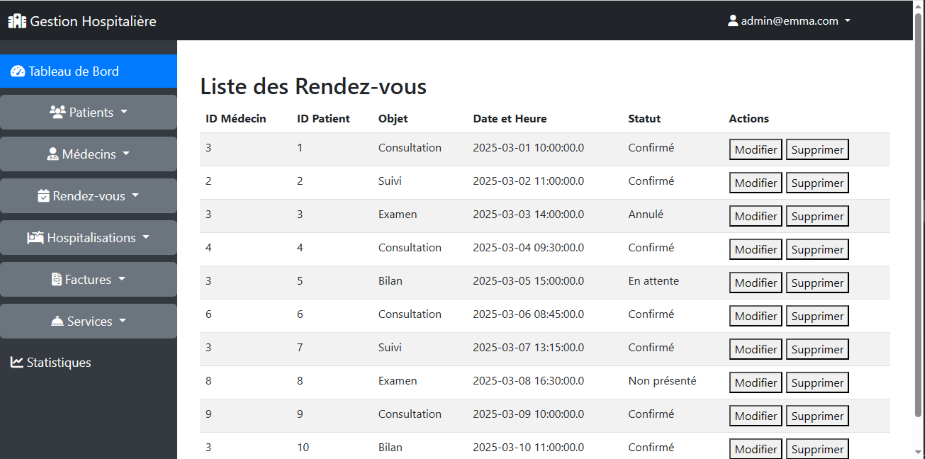 Gestion Hospitalière
admin@emma.com
Tableau de Bord
Patients
Médecins
Rendez-vous
Hospitalisations
Factures
Services
Statistiques
Liste des Rendez-vous
ID Médecin ID Patient Objet Date et Heure Statut Actions
3 1 Consultation 2025-03-01 10:00:00.0 Confirmé Modifier Supprimer
2 2 Suivi 2025-03-02 11:00:00.0 Confirmé Modifier Supprimer
3 3 Examen 2025-03-03 14:00:00.0 Annulé Modifier Supprimer
4 4 Consultation 2025-03-04 09:30:00.0 Confirmé Modifier Supprimer
3 5 Bilan 2025-03-05 15:00:00.0 En attente Modifier Supprimer
6 6 Consultation 2025-03-06 08:45:00.0 Confirmé Modifier Supprimer
3 7 Suivi 2025-03-07 13:15:00.0 Confirmé Modifier Supprimer
8 8 Examen 2025-03-08 16:30:00.0 Non présenté Modifier Supprimer
9 9 Consultation 2025-03-09 10:00:00.0 Confirmé Modifier Supprimer
3 10 Bilan 2025-03-10 11:00:00.0 Confirmé Modifier Supprimer